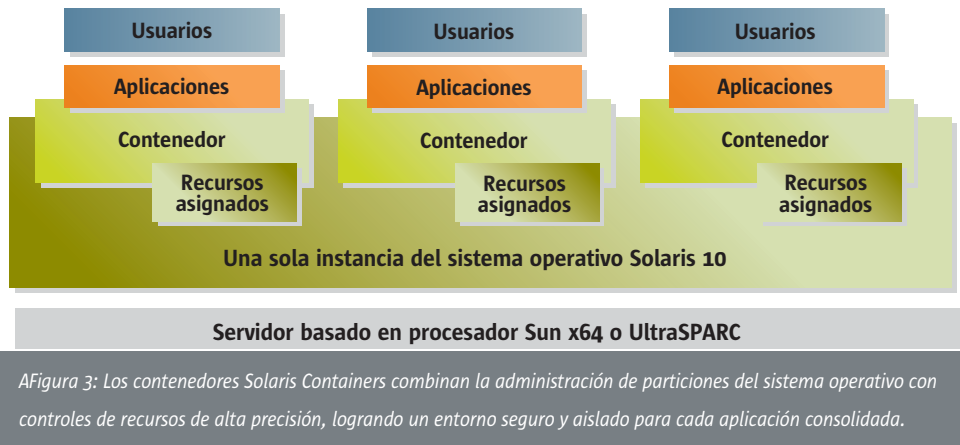 Usuarios
Usuarios
Usuarios
Aplicaciones
Aplicaciones
Aplicaciones
Contenedor
Contenedor
Contenedor
Recursos
asignados
Recursos
asignados
Recursos
asignados
Una sola instancia del sistema operativo Solaris 10
Servidor basado en procesador Sun x64 o UltraSPARC
AFigura 3: Los contenedores Solaris Containers combinan la administración de particiones del sistema operativo con
controles de recursos de alta precisión, logrando un entorno seguro y aislado para cada aplicación consolidada.